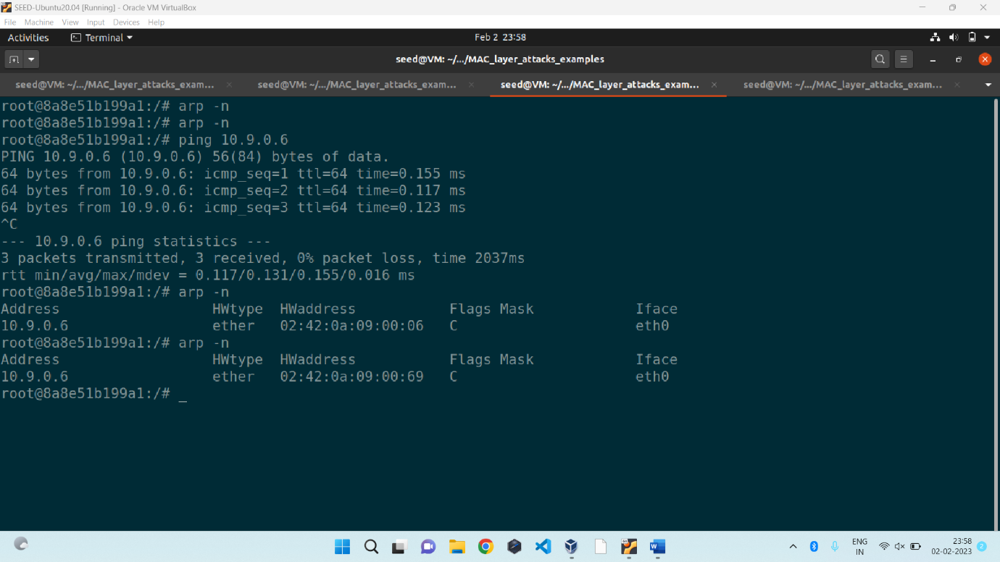 SEED-Ubuntu20.04 [Running] - Oracle VM VirtualBox
File Machine View Input Devices Help
Activities Terminal Feb 2 23:58
seed@VM: ~/.../MAC_layer_attacks_examples
seed@VM: ~/.../MAC_layer_attacks_exam... seed@VM: ~/.../MAC_layer_attacks_exam... seed@VM: ~/.../MAC_layer_attacks_exam... seed@VM: ~/.../MAC_layer_attacks_exam...
root@8a8e51b199a1:/# arp -n
root@8a8e51b199a1:/# arp -n
root@8a8e51b199a1:/# ping 10.9.0.6
PING 10.9.0.6 (10.9.0.6) 56(84) bytes of data.
64 bytes from 10.9.0.6: icmp_seq=1 ttl=64 time=0.155 ms
64 bytes from 10.9.0.6: icmp_seq=2 ttl=64 time=0.117 ms
64 bytes from 10.9.0.6: icmp_seq=3 ttl=64 time=0.123 ms
^C
--- 10.9.0.6 ping statistics ---
3 packets transmitted, 3 received, 0% packet loss, time 2037ms
rtt min/avg/max/mdev = 0.117/0.131/0.155/0.016 ms
root@8a8e51b199a1:/# arp -n
Address HWtype HWaddress Flags Mask Iface
10.9.0.6 ether 02:42:0a:09:00:06 C eth0
root@8a8e51b199a1:/# arp -n
Address HWtype HWaddress Flags Mask Iface
10.9.0.6 ether 02:42:0a:09:00:69 C eth0
root@8a8e51b199a1:/# _
ENG 23:58
IN 02-02-2023 2